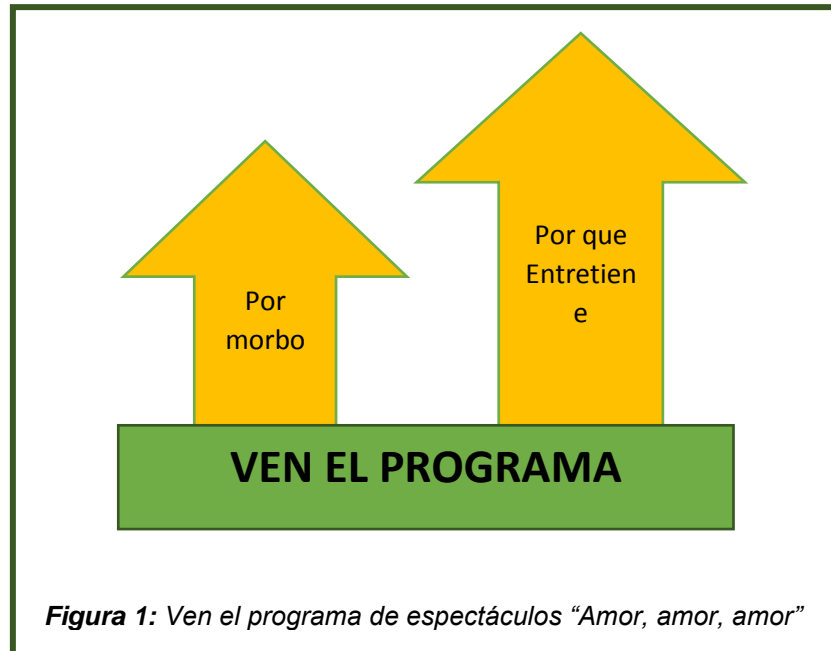 Por
morbo
Por que
Entretien
e
VEN EL PROGRAMA
Figura 1: Ven el programa de espectáculos “Amor, amor, amor”